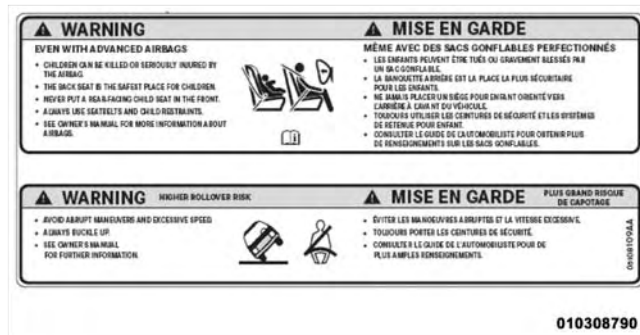 WARNING
EVEN WITH ADVANCED AIRBAGS
• CHILDREN CAN BE KILLED OR SERIOUSLY INJURED BY
THE AIRBAG.
• THE BACK SEAT IS THE SAFEST PLACE FOR CHILDREN.
• NEVER PUT A REAR-FACING CHILD SEAT IN THE FRONT.
• ALWAYS USE SEATBELTS AND CHILD RESTRAINTS.
• SEE OWNER'S MANUAL FOR MORE INFORMATION ABOUT
AIRBAGS.
MISE EN GARDE
MÊME AVEC DES SACS GONFLABLES PERFECTIONNÉS
• LES ENFANTS PEUVENT ÊTRE TUÉS OU GRAVEMENT BLESSÉS PAR
UN SAC GONFLABLE.
• LA BANQUETTE ARRIÈRE EST LA PLACE LA PLUS SÉCURITAIRE
POUR LES ENFANTS.
• NE JAMAIS PLACER UN SIÈGE POUR ENFANT ORIENTÉ VERS
L'ARRIÈRE À L'AVANT DU VÉHICULE.
• TOUJOURS UTILISER LES CEINTURES DE SÉCURITÉ ET LES SYSTÈMES
DE RETENUE POUR ENFANT.
• CONSULTER LE GUIDE DE L'AUTOMOBILISTE POUR OBTENIR PLUS
DE RENSEIGNEMENTS SUR LES SACS GONFLABLES.
WARNING HIGHER ROLLOVER RISK
• AVOID ABRUPT MANEUVERS AND EXCESSIVE SPEED.
• ALWAYS BUCKLE UP.
• SEE OWNER'S MANUAL
FOR FURTHER INFORMATION.
MISE EN GARDE PLUS GRAND RISQUE
DE CAPOTAGE
• ÉVITER LES MANOEUVRES ABRUPTES ET LA VITESSE EXCESSIVE.
• TOUJOURS PORTER LES CEINTURES DE SÉCURITÉ.
• CONSULTER LE GUIDE DE L'AUTOMOBILISTE POUR DE
PLUS AMPLES RENSEIGNEMENTS.
010308790